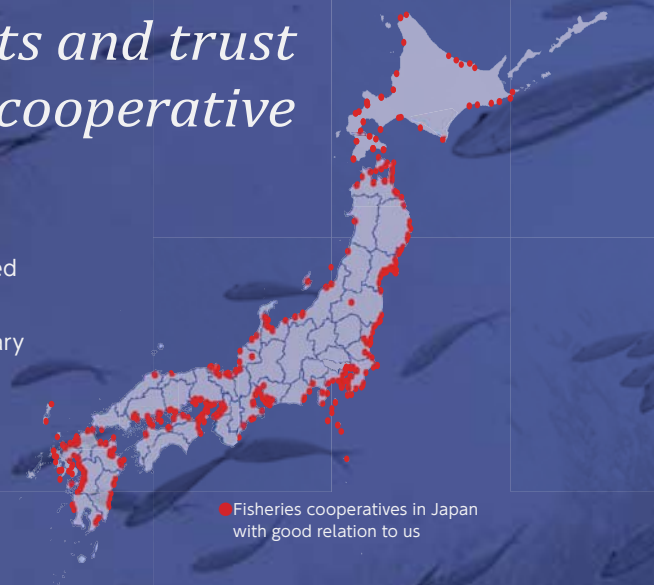 ts and trust
cooperative
ed
ary
Fisheries cooperatives in Japan
with good relation to us